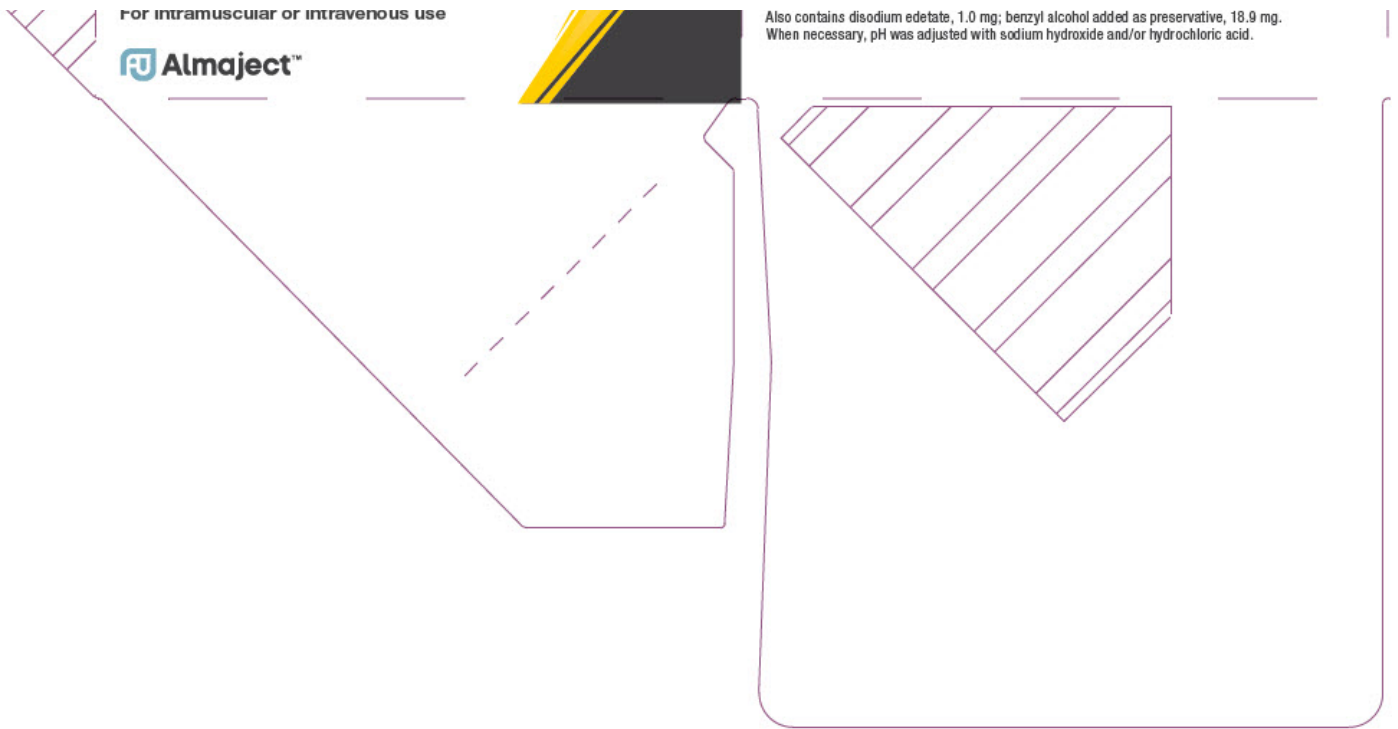 For intramuscular or intravenous use
Almaject™
Also contains disodium edetate, 1.0 mg; benzyl alcohol added as preservative, 18.9 mg.
When necessary, pH was adjusted with sodium hydroxide and/or hydrochloric acid.